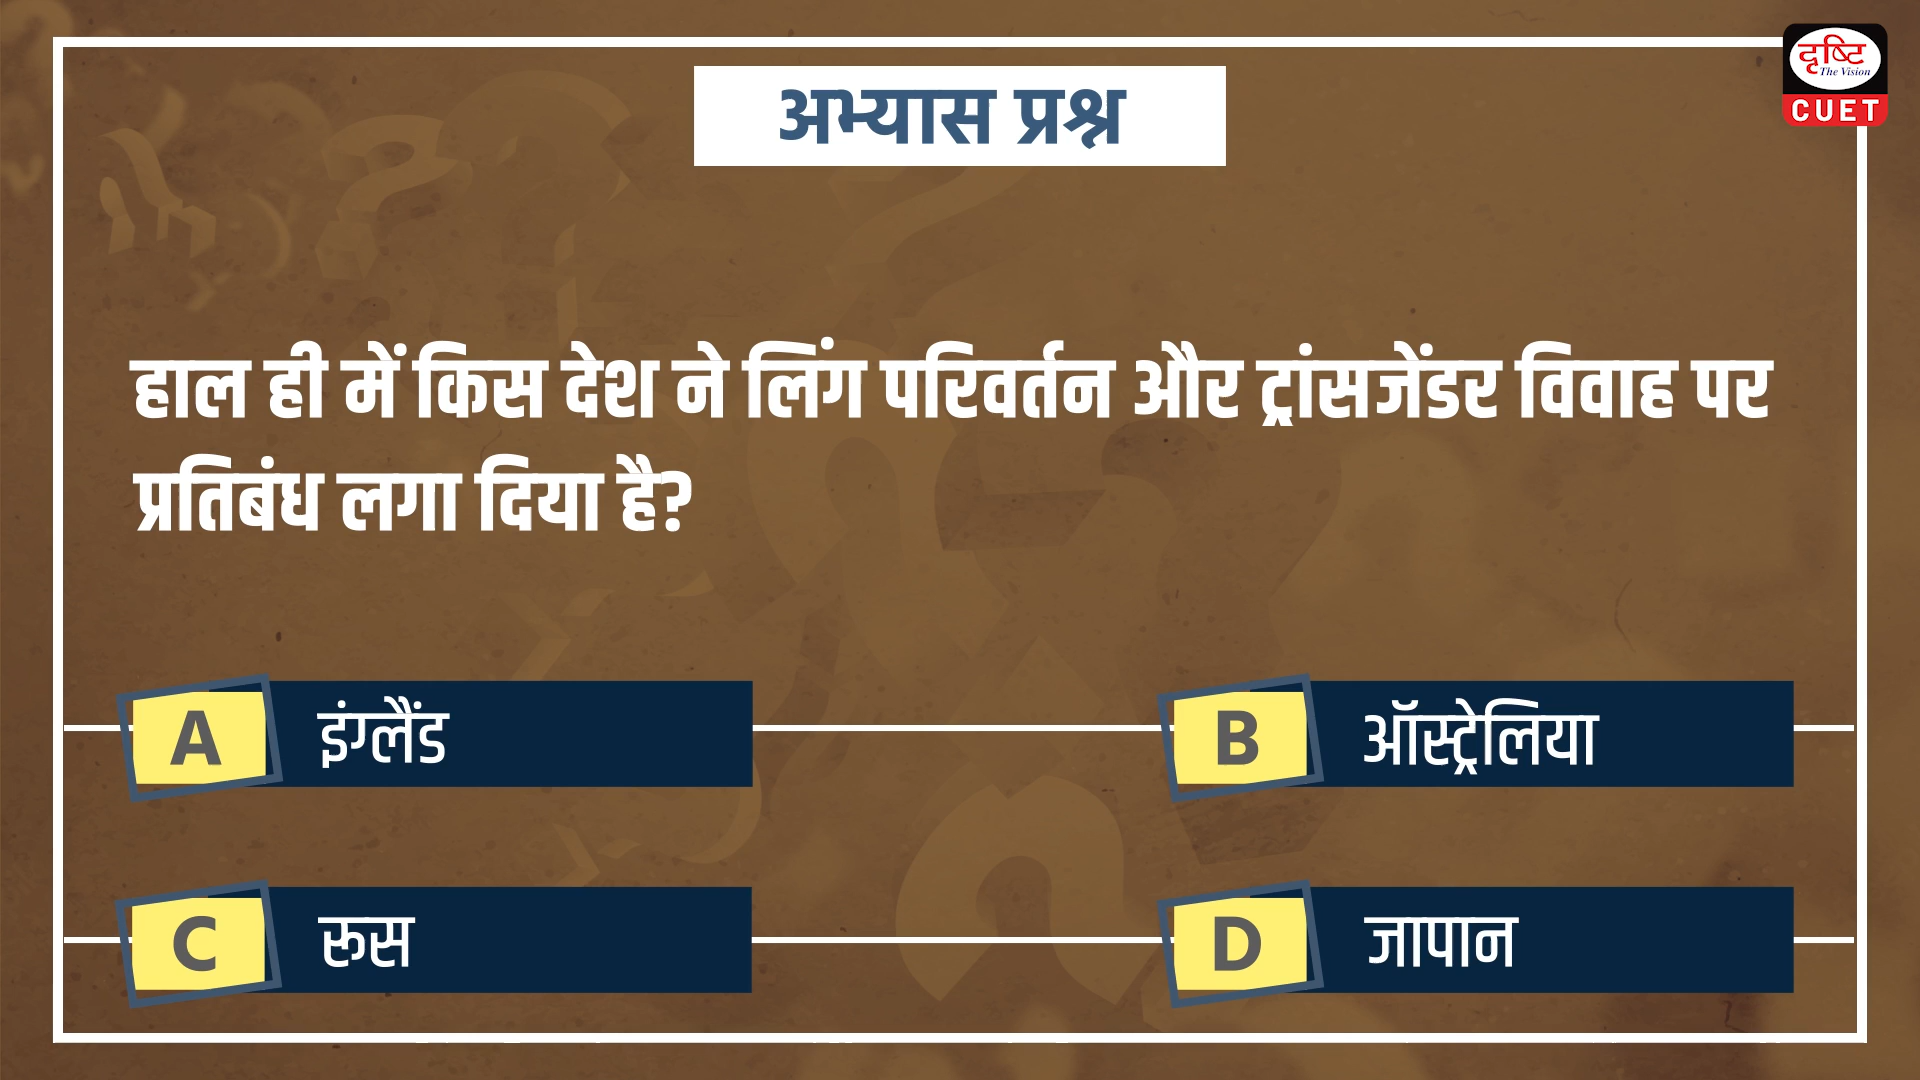 दृष्टि
The Vision
CUET
अभ्यास प्रश्न
हाल ही में किस देश ने लिंग परिवर्तन और ट्रांसजेंडर विवाह पर
प्रतिबंध लगा दिया है?
A इंग्लैंड
B ऑस्ट्रेलिया
C रूस
D जापान